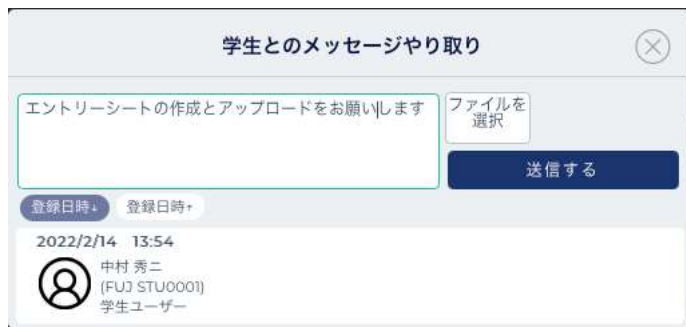 学生とのメッセージやり取り
エントリーシートの作成とアップロードをお願いします
ファイルを
選択
送信する
登録日時↓ 登録日時↑
2022/2/14 13:54
中村 秀二
(FUJ STU0001)
学生ユーザー